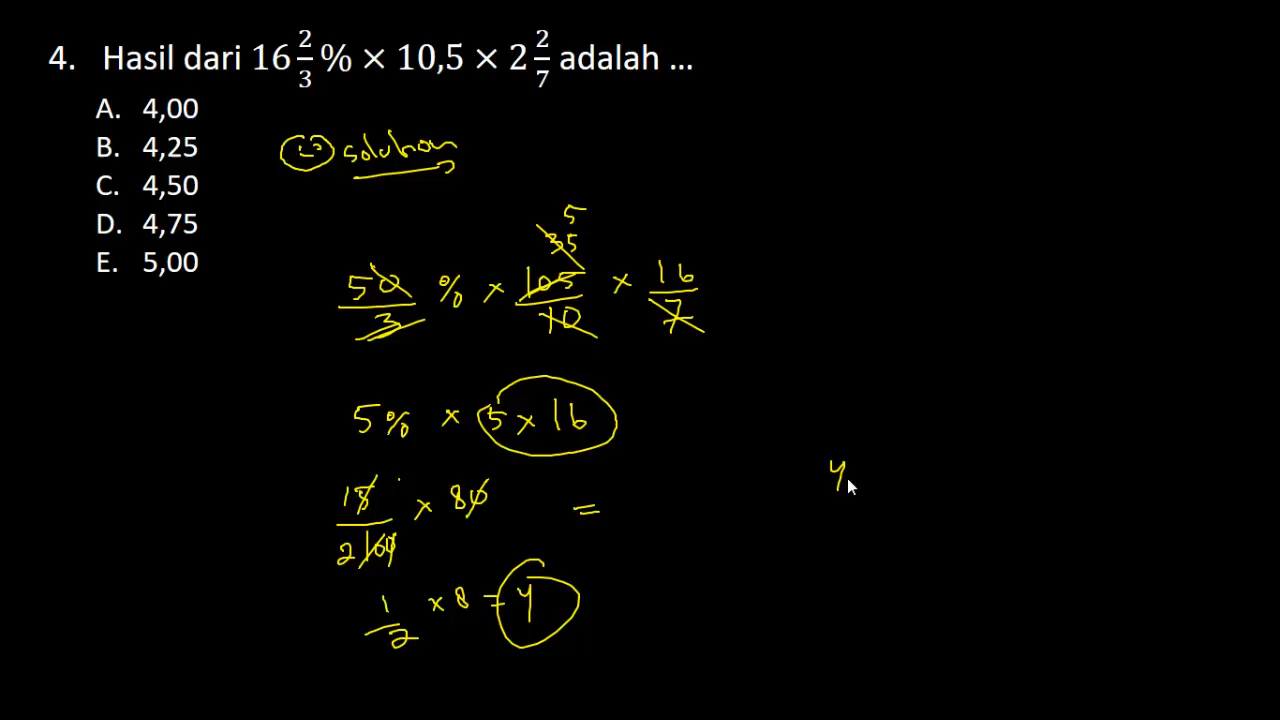 4. Hasil dari 16 2/3 % × 10,5 × 2 2/7 adalah ...
A. 4,00
B. 4,25
C. 4,50
D. 4,75
E. 5,00
solution
5
35
50/3 % × 105/10 × 16/7
5% × 5 × 16
15/2100 × 80 =
4
1/2 × 8 = 4